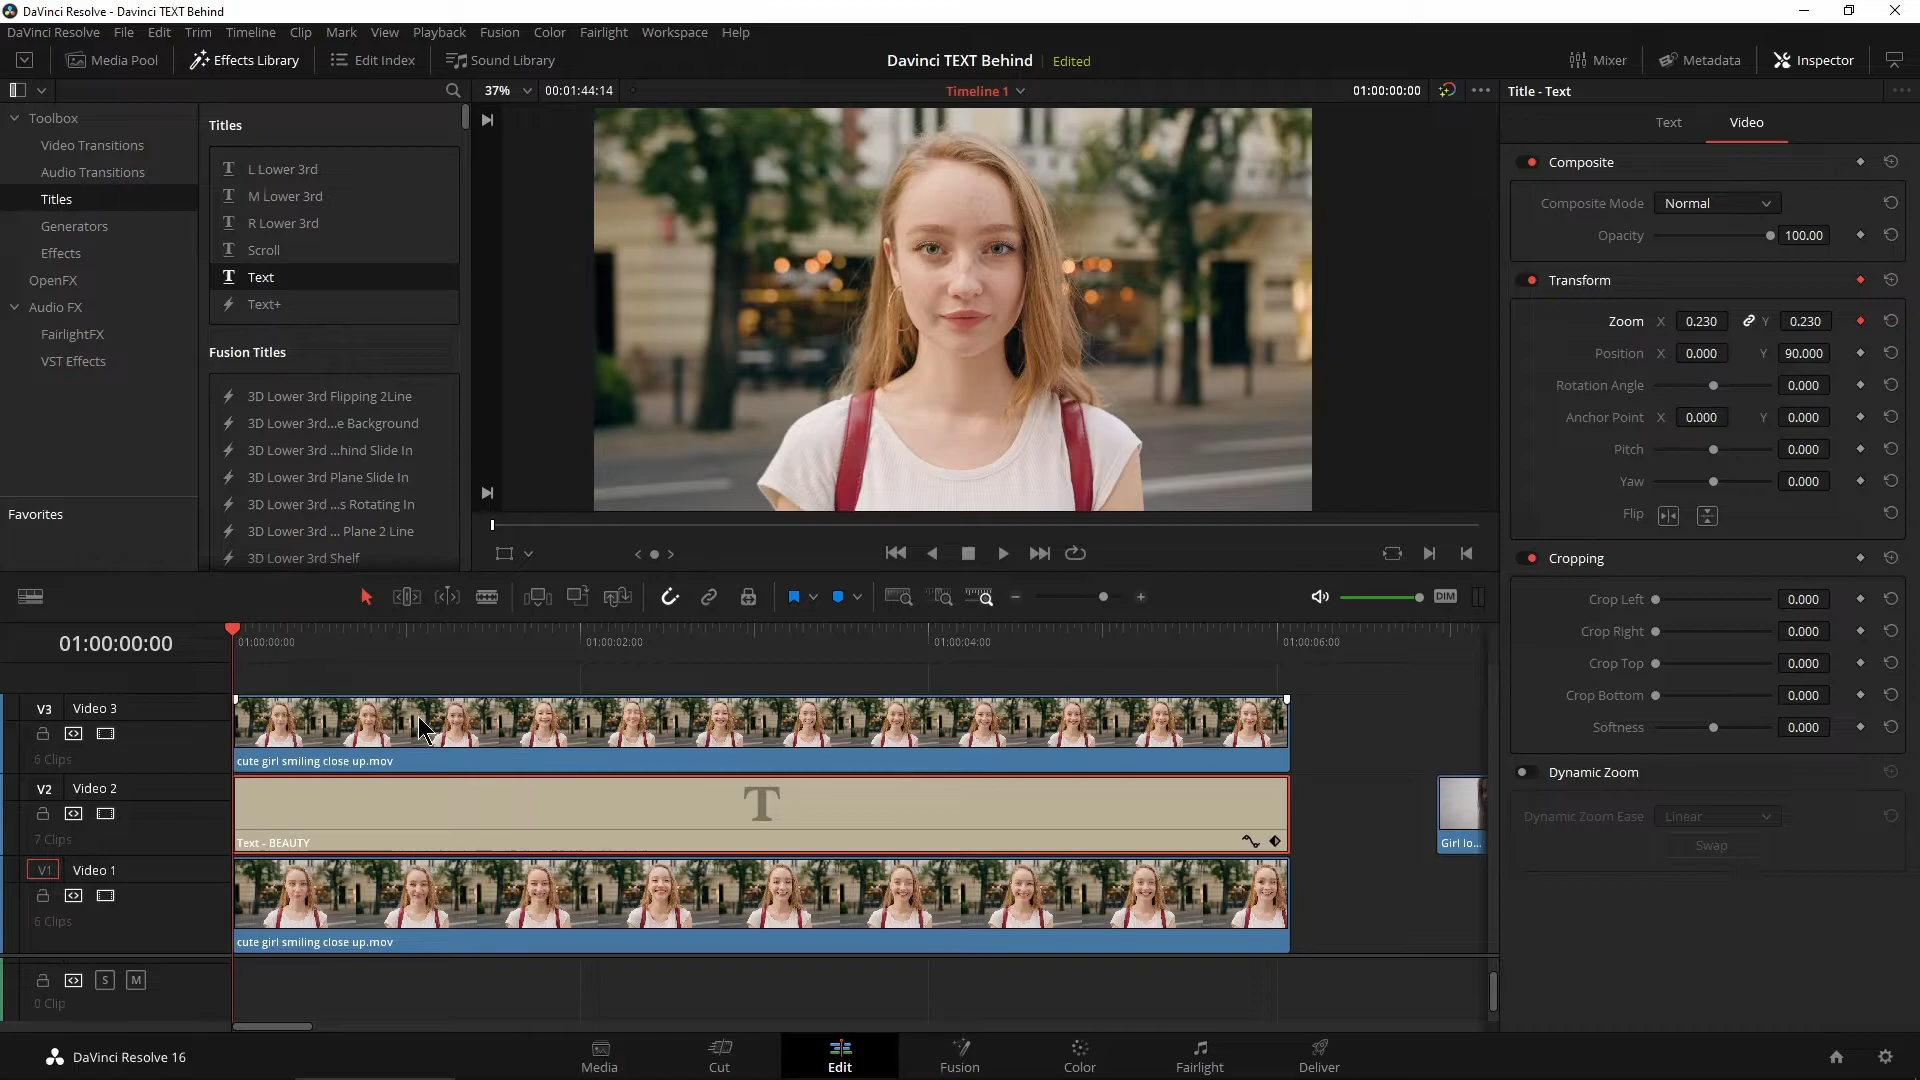 DaVinci Resolve - Davinci TEXT Behind
DaVinci Resolve File Edit Trim Timeline Clip Mark View Playback Fusion Color Fairlight Workspace Help
Media Pool Effects Library Edit Index Sound Library Davinci TEXT Behind Edited Mixer Metadata Inspector
37% 00:01:44:14 Timeline 1 01:00:00:00 Title - Text
Toolbox
Video Transitions
Audio Transitions
Titles
Generators
Effects
OpenFX
Audio FX
FairlightFX
VST Effects
Favorites
Titles
L Lower 3rd
M Lower 3rd
R Lower 3rd
Scroll
Text
Text+
Fusion Titles
3D Lower 3rd Flipping 2Line
3D Lower 3rd...e Background
3D Lower 3rd ...hind Slide In
3D Lower 3rd Plane Slide In
3D Lower 3rd ...s Rotating In
3D Lower 3rd ... Plane 2 Line
3D Lower 3rd Shelf
Text Video
Composite
Composite Mode Normal
Opacity 100.00
Transform
Zoom X 0.230 Y 0.230
Position X 0.000 Y 90.000
Rotation Angle 0.000
Anchor Point X 0.000 Y 0.000
Pitch 0.000
Yaw 0.000
Flip
Cropping
Crop Left 0.000
Crop Right 0.000
Crop Top 0.000
Crop Bottom 0.000
Softness 0.000
Dynamic Zoom
Dynamic Zoom Ease Linear
Swap
DIM
01:00:00:00
01:00:00:00 01:00:02:00 01:00:04:00 01:00:06:00
V3 Video 3
6 Clips
cute girl smiling close up.mov
V2 Video 2
7 Clips
T
Text - BEAUTY
Girl lo...
V1 Video 1
6 Clips
cute girl smiling close up.mov
S M
0 Clip
DaVinci Resolve 16
Media Cut Edit Fusion Color Fairlight Deliver